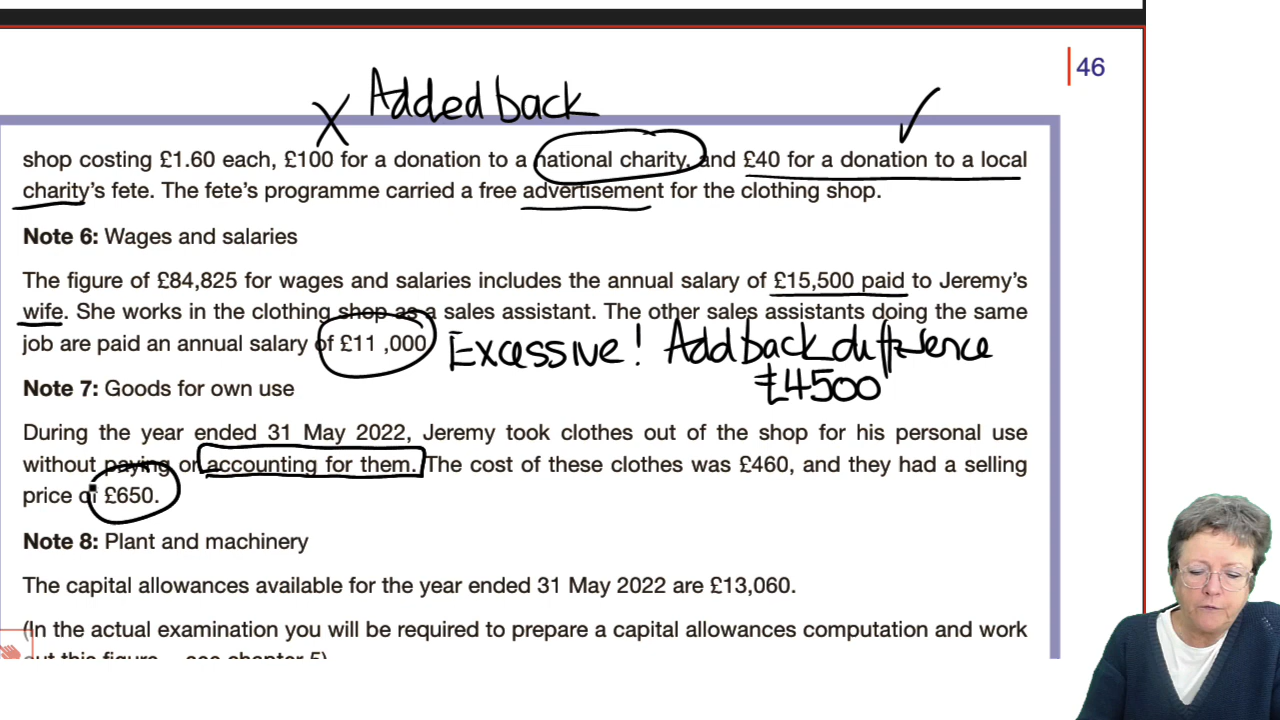 46
X Added back ✓
shop costing £1.60 each, £100 for a donation to a national charity, and £40 for a donation to a local
charity's fete. The fete's programme carried a free advertisement for the clothing shop.
Note 6: Wages and salaries
The figure of £84,825 for wages and salaries includes the annual salary of £15,500 paid to Jeremy's
wife. She works in the clothing shop as a sales assistant. The other sales assistants doing the same
job are paid an annual salary of £11 ,000
Excessive! Add back difference
£4500
Note 7: Goods for own use
During the year ended 31 May 2022, Jeremy took clothes out of the shop for his personal use
without paying or accounting for them. The cost of these clothes was £460, and they had a selling
price of £650.
Note 8: Plant and machinery
The capital allowances available for the year ended 31 May 2022 are £13,060.
(In the actual examination you will be required to prepare a capital allowances computation and work
out this figure – see chapter 5)